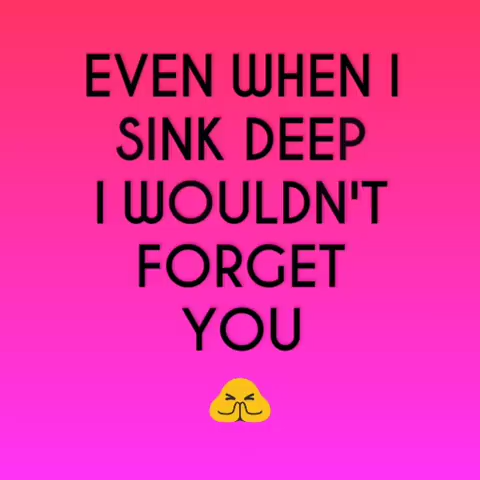 EVEN WHEN I
SINK DEEP
I WOULDN'T
FORGET
YOU